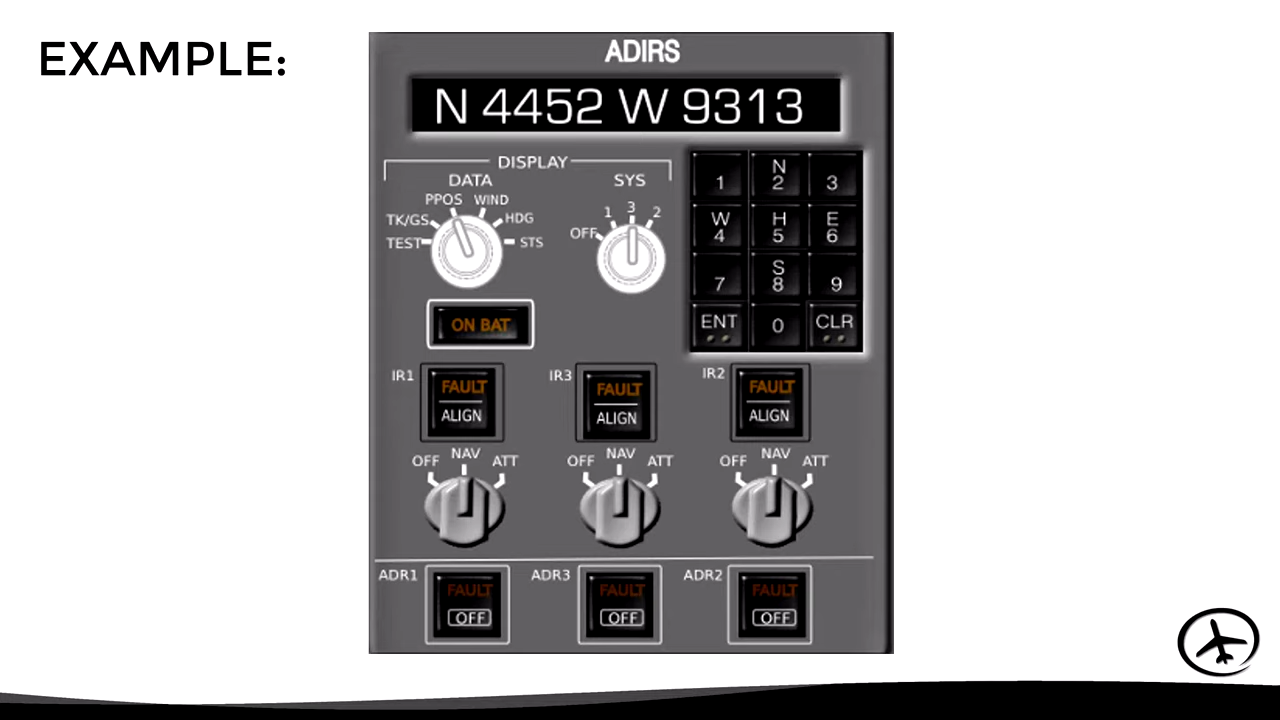 EXAMPLE:
ADIRS
N 4452 W 9313
DISPLAY
DATA
SYS
PPOS
WIND
TK/GS
HDG
TEST
STS
1
3
2
OFF
1
N
2
3
W
4
H
5
E
6
7
S
8
9
ENT
0
CLR
ON BAT
IR1
FAULT
ALIGN
IR3
FAULT
ALIGN
IR2
FAULT
ALIGN
OFF NAV ATT
OFF NAV ATT
OFF NAV ATT
ADR1
FAULT
OFF
ADR3
FAULT
OFF
ADR2
FAULT
OFF